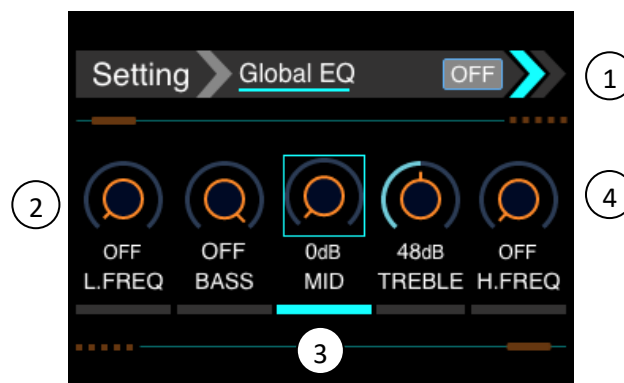 Setting Global EQ OFF
1
2
4
OFF OFF 0dB 48dB OFF
L.FREQ BASS MID TREBLE H.FREQ
3